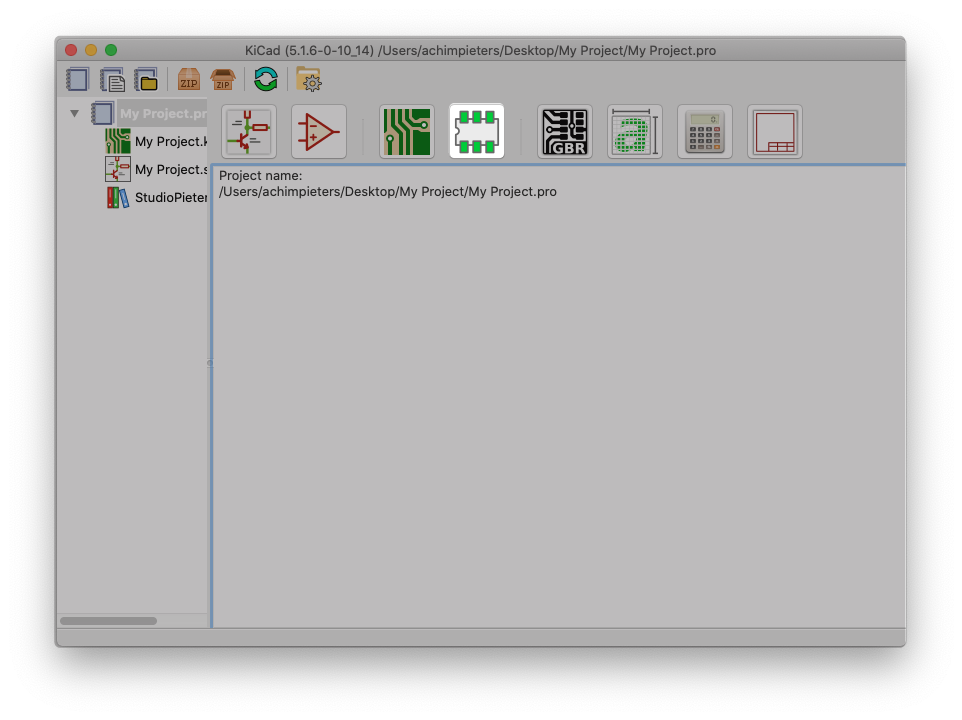 KiCad (5.1.6-0-10_14) /Users/achimpieters/Desktop/My Project/My Project.pro
ZIP
ZIP
My Project.pr
My Project.k
My Project.s
StudioPieter
GBR
a
0
Project name:
/Users/achimpieters/Desktop/My Project/My Project.pro